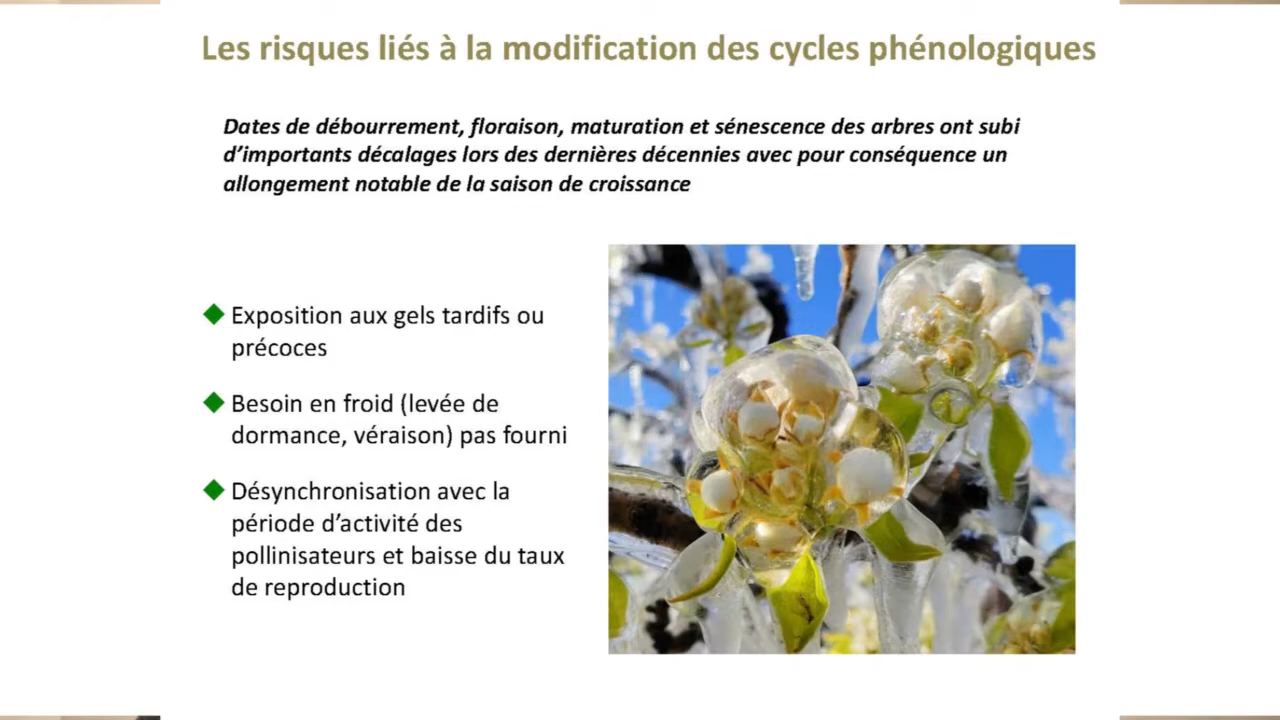 Les risques liés à la modification des cycles phénologiques
Dates de débourrement, floraison, maturation et sénescence des arbres ont subi
d’importants décalages lors des dernières décennies avec pour conséquence un
allongement notable de la saison de croissance
Exposition aux gels tardifs ou
précoces
Besoin en froid (levée de
dormance, véraison) pas fourni
Désynchronisation avec la
période d’activité des
pollinisateurs et baisse du taux
de reproduction